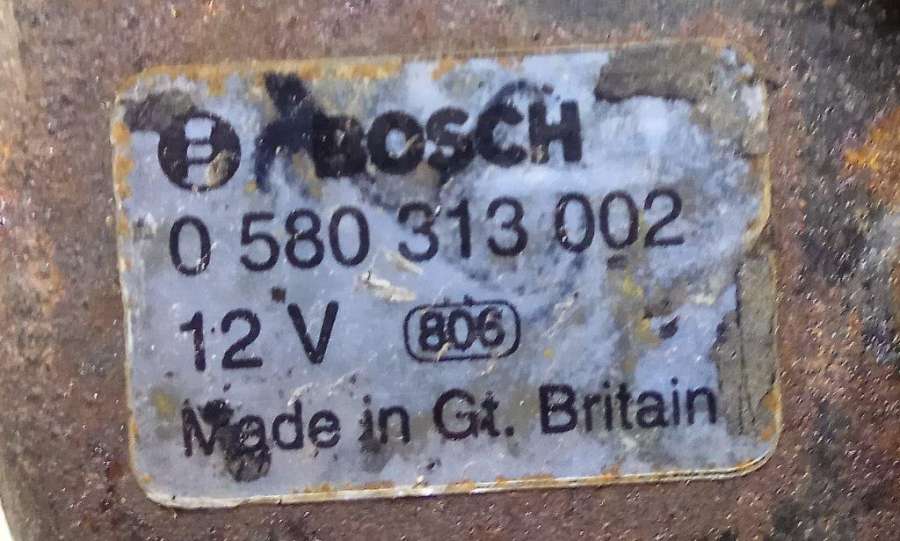 BOSCH
0 580 313 002
12 V 806
Made in Gt. Britain